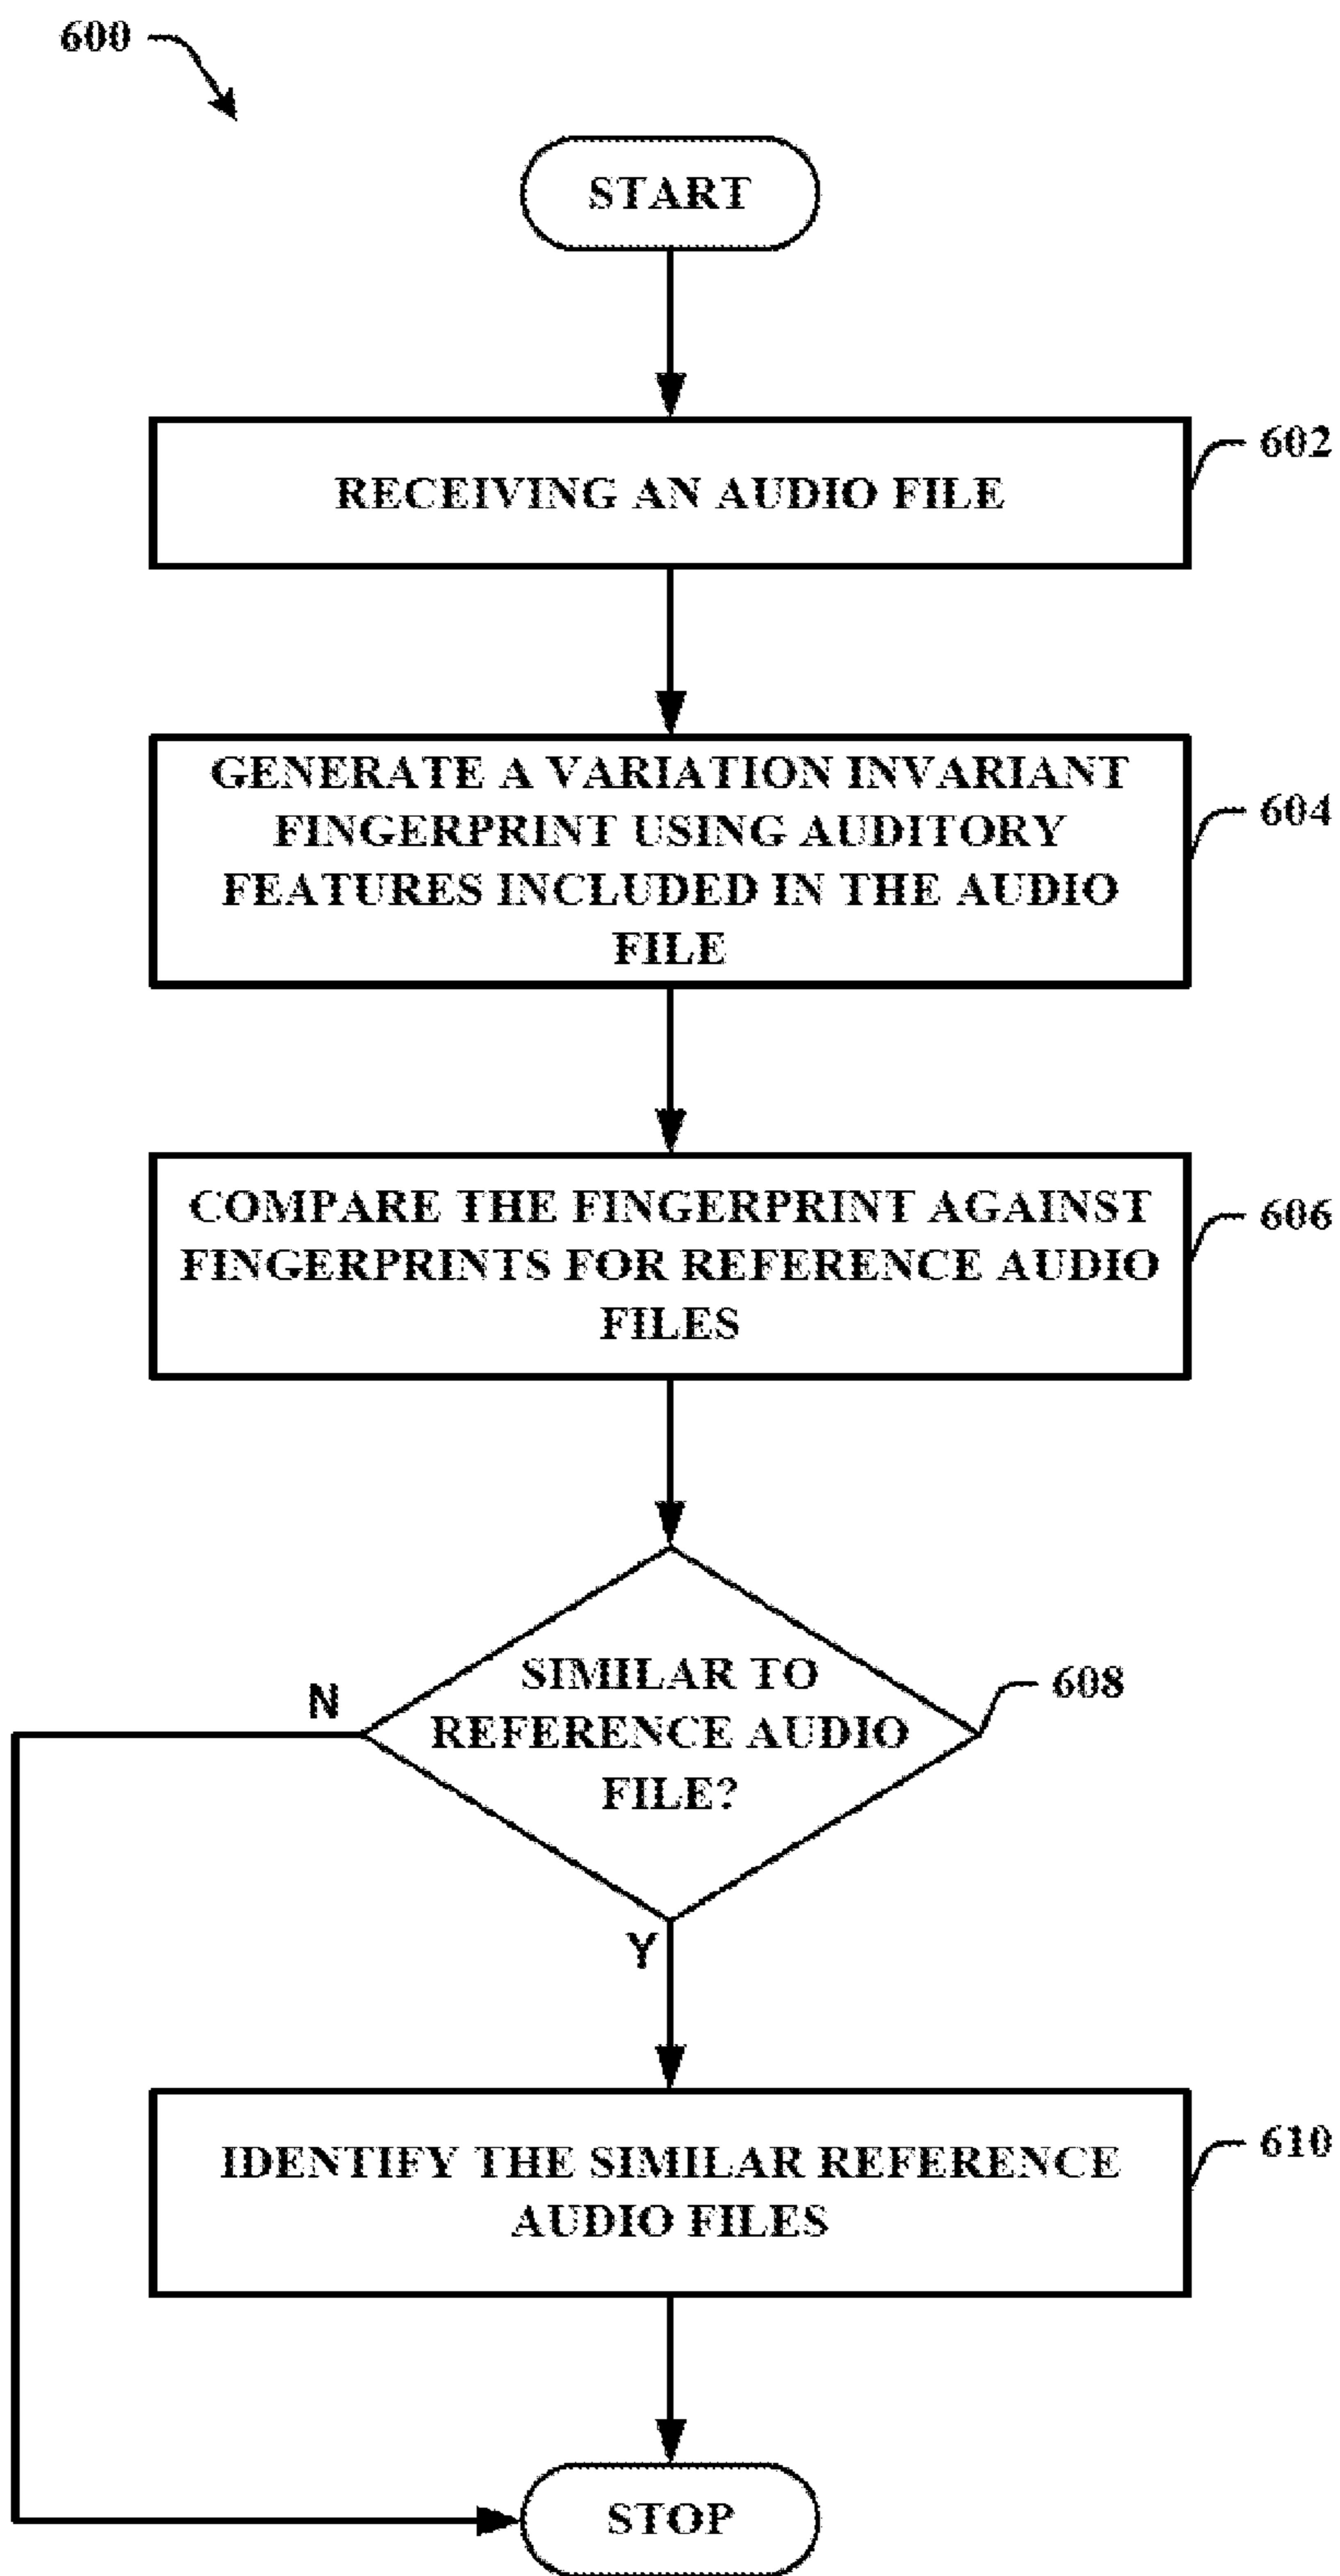 600
START
RECEIVING AN AUDIO FILE
602
GENERATE A VARIATION INVARIANT
FINGERPRINT USING AUDITORY
FEATURES INCLUDED IN THE AUDIO
FILE
604
COMPARE THE FINGERPRINT AGAINST
FINGERPRINTS FOR REFERENCE AUDIO
FILES
606
SIMILAR TO
REFERENCE AUDIO
FILE?
608
N
Y
IDENTIFY THE SIMILAR REFERENCE
AUDIO FILES
610
STOP